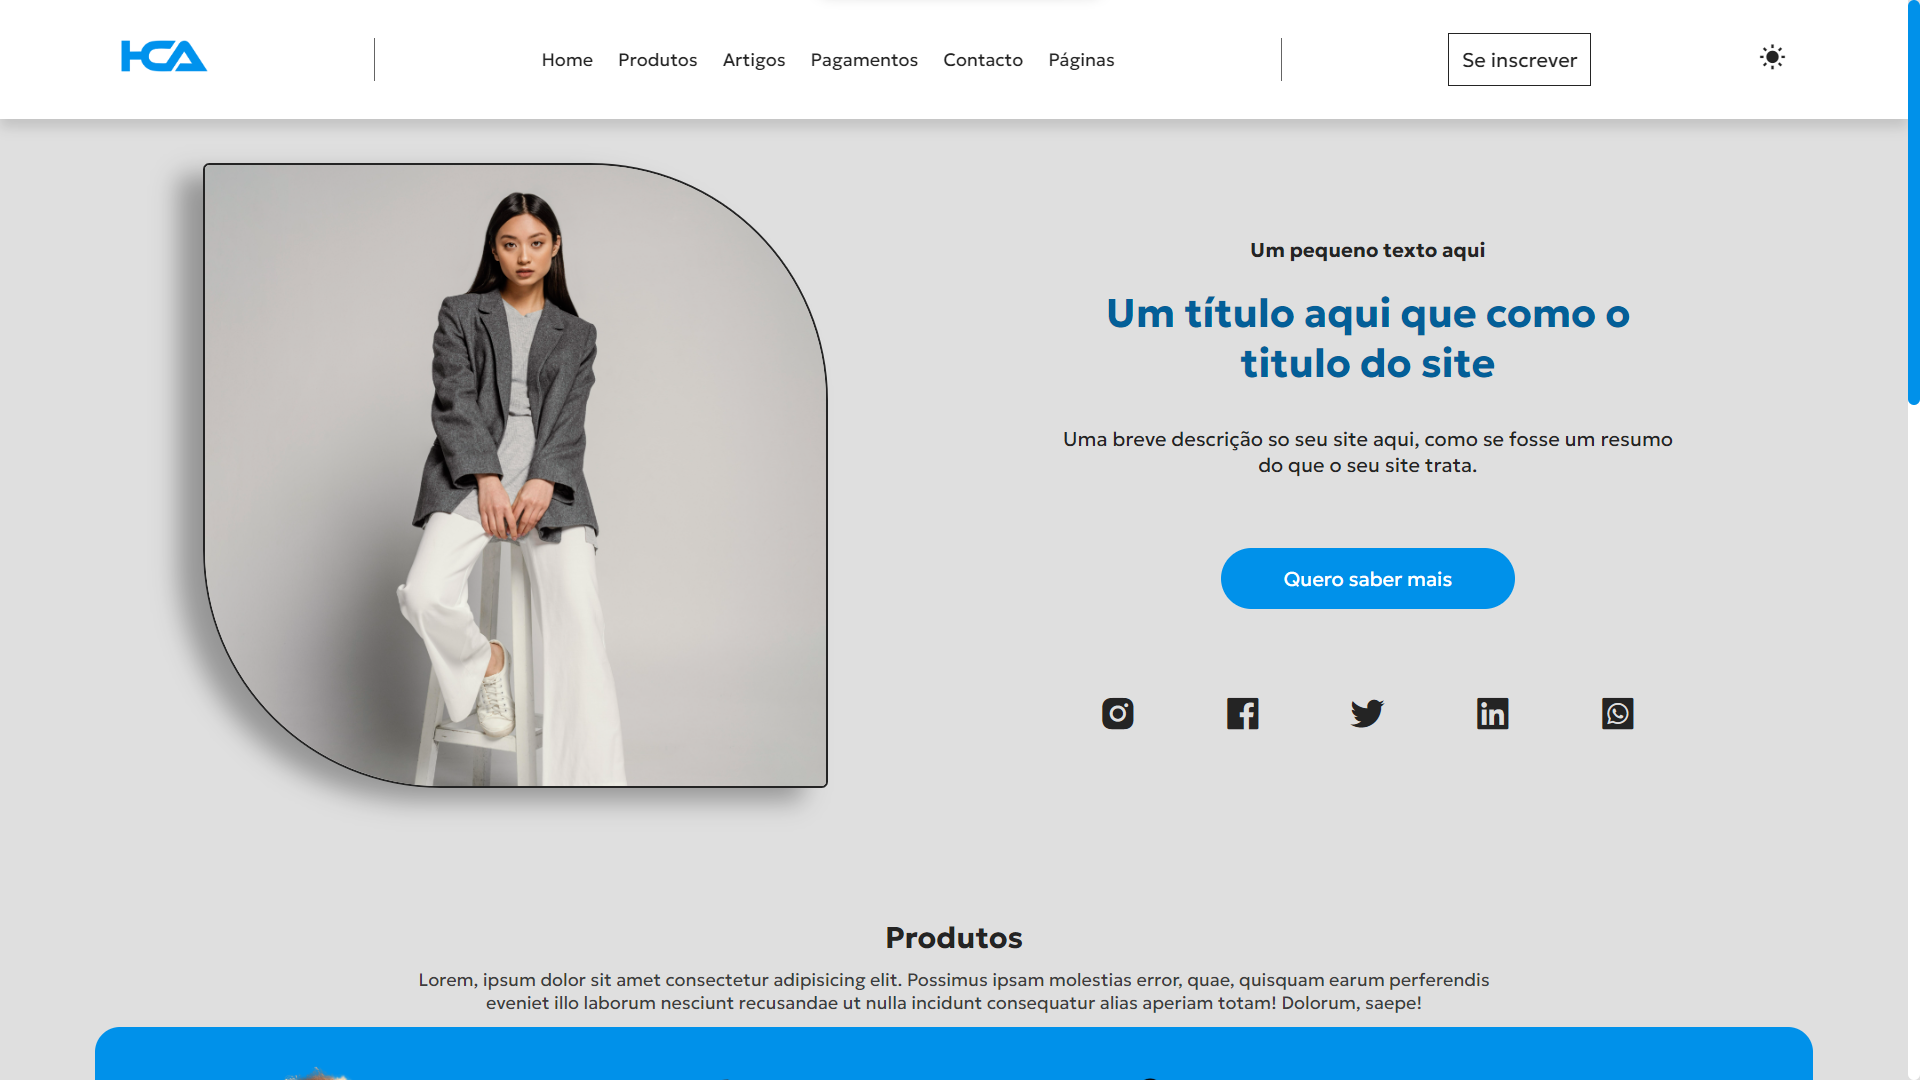 HCA
Home Produtos Artigos Pagamentos Contacto Páginas
Se inscrever
Um pequeno texto aqui
Um título aqui que como o
titulo do site
Uma breve descrição so seu site aqui, como se fosse um resumo
do que o seu site trata.
Quero saber mais
Produtos
Lorem, ipsum dolor sit amet consectetur adipisicing elit. Possimus ipsam molestias error, quae, quisquam earum perferendis
eveniet illo laborum nesciunt recusandae ut nulla incidunt consequatur alias aperiam totam! Dolorum, saepe!